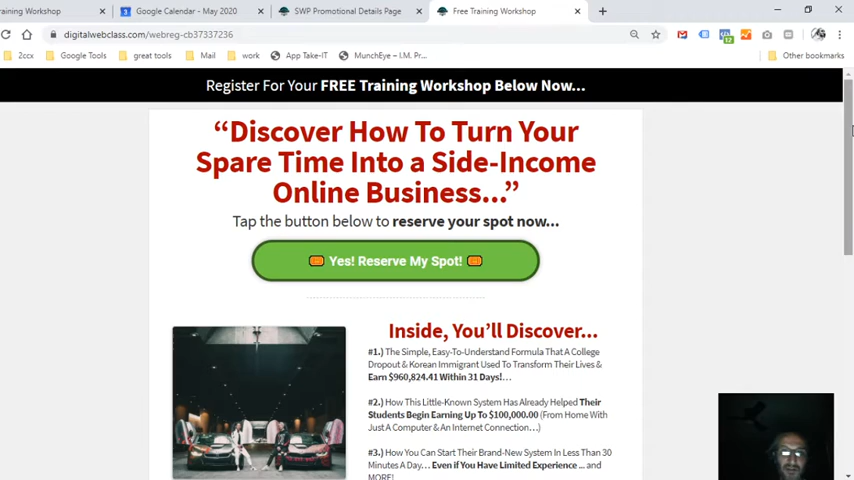 raining Workshop
Google Calendar - May 2020
SWP Promotional Details Page
Free Training Workshop
digitalwebclass.com/webreg-cb37337236
2ccx
Google Tools
great tools
Mail
work
App Take-IT
MunchEye – I.M. Pr...
Other bookmarks
12
Register For Your FREE Training Workshop Below Now...
“Discover How To Turn Your
Spare Time Into a Side-Income
Online Business...”
Tap the button below to reserve your spot now...
Yes! Reserve My Spot!
Inside, You’ll Discover...
#1.) The Simple, Easy-To-Understand Formula That A College
Dropout & Korean Immigrant Used To Transform Their Lives &
Earn $960,824.41 Within 31 Days!...
#2.) How This Little-Known System Has Already Helped Their
Students Begin Earning Up To $100,000.00 (From Home With
Just A Computer & An Internet Connection...)
#3.) How You Can Start Their Brand-New System In Less Than 30
Minutes A Day... Even if You Have Limited Experience ... and
MORE!